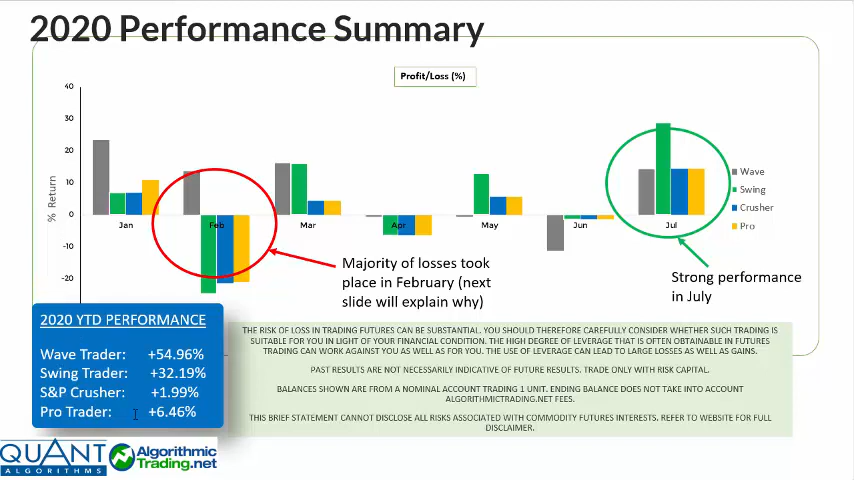 2020 Performance Summary
Profit/Loss (%)
40
30
20
10
0
-10
-20
% Return
Jan
Feb
Mar
Apr
May
Jun
Jul
Wave
Swing
Crusher
Pro
Majority of losses took
place in February (next
slide will explain why)
Strong performance
in July
2020 YTD PERFORMANCE
Wave Trader: +54.96%
Swing Trader: +32.19%
S&P Crusher: +1.99%
Pro Trader: +6.46%
THE RISK OF LOSS IN TRADING FUTURES CAN BE SUBSTANTIAL. YOU SHOULD THEREFORE CAREFULLY CONSIDER WHETHER SUCH TRADING IS
SUITABLE FOR YOU IN LIGHT OF YOUR FINANCIAL CONDITION. THE HIGH DEGREE OF LEVERAGE THAT IS OFTEN OBTAINABLE IN FUTURES
TRADING CAN WORK AGAINST YOU AS WELL AS FOR YOU. THE USE OF LEVERAGE CAN LEAD TO LARGE LOSSES AS WELL AS GAINS.
PAST RESULTS ARE NOT NECESSARILY INDICATIVE OF FUTURE RESULTS. TRADE ONLY WITH RISK CAPITAL.
BALANCES SHOWN ARE FROM A NOMINAL ACCOUNT TRADING 1 UNIT. ENDING BALANCE DOES NOT TAKE INTO ACCOUNT
ALGORITHMICTRADING.NET FEES.
THIS BRIEF STATEMENT CANNOT DISCLOSE ALL RISKS ASSOCIATED WITH COMMODITY FUTURES INTERESTS. REFER TO WEBSITE FOR FULL
DISCLAIMER.
QUANT
ALGORITHMS
Algorithmic
Trading.net